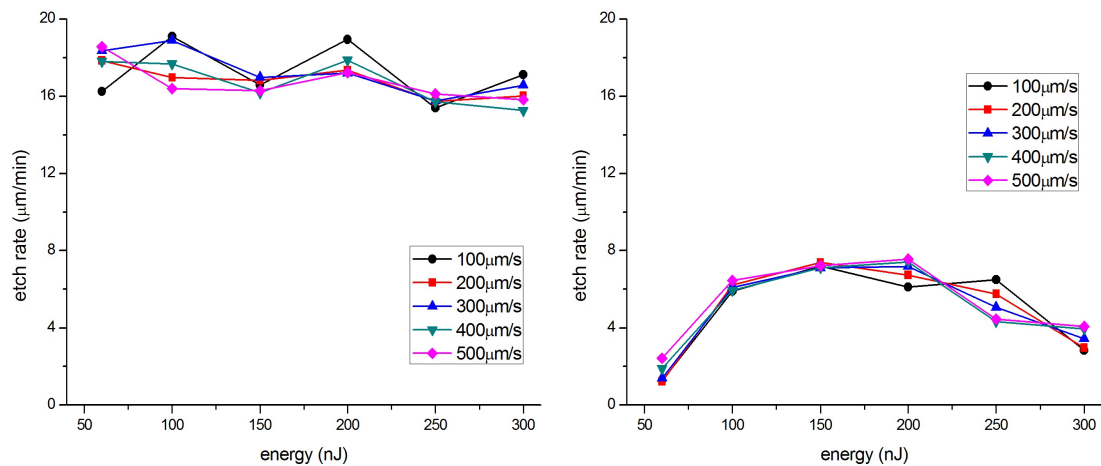 20
16
12
8
4
0
etch rate (μm/min)
50 100 150 200 250 300
energy (nJ)
100μm/s
200μm/s
300μm/s
400μm/s
500μm/s
20
16
12
8
4
0
etch rate (μm/min)
50 100 150 200 250 300
energy (nJ)
100μm/s
200μm/s
300μm/s
400μm/s
500μm/s